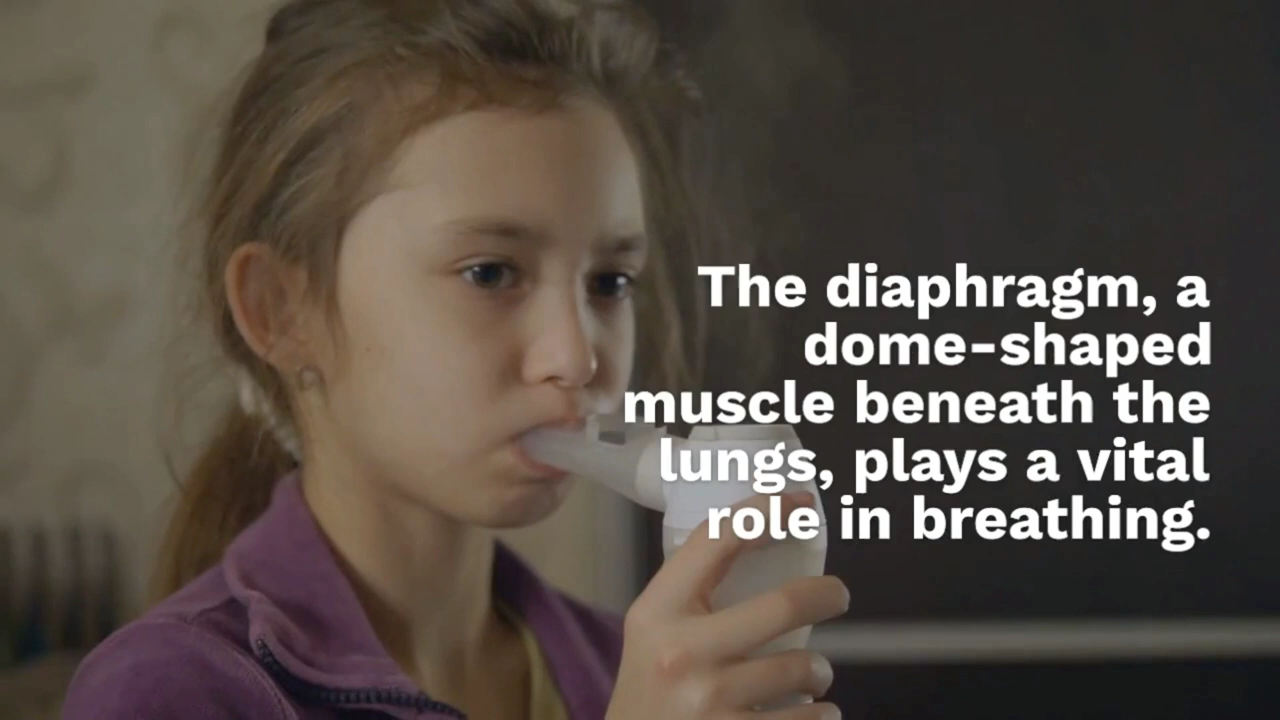 The diaphragm, a
dome-shaped
muscle beneath the
lungs, plays a vital
role in breathing.